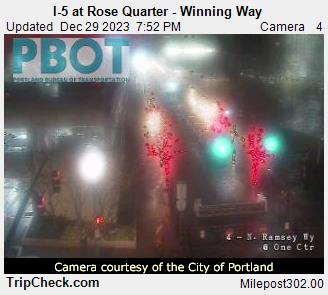 I-5 at Rose Quarter - Winning Way
Updated Dec 29 2023 7:52 PM Camera 4
PBOT
PORTLAND BUREAU OF TRANSPORTATION
4 - N. Ramsey Wy
@ One Ctr
Camera courtesy of the City of Portland
TripCheck.com Milepost302.00